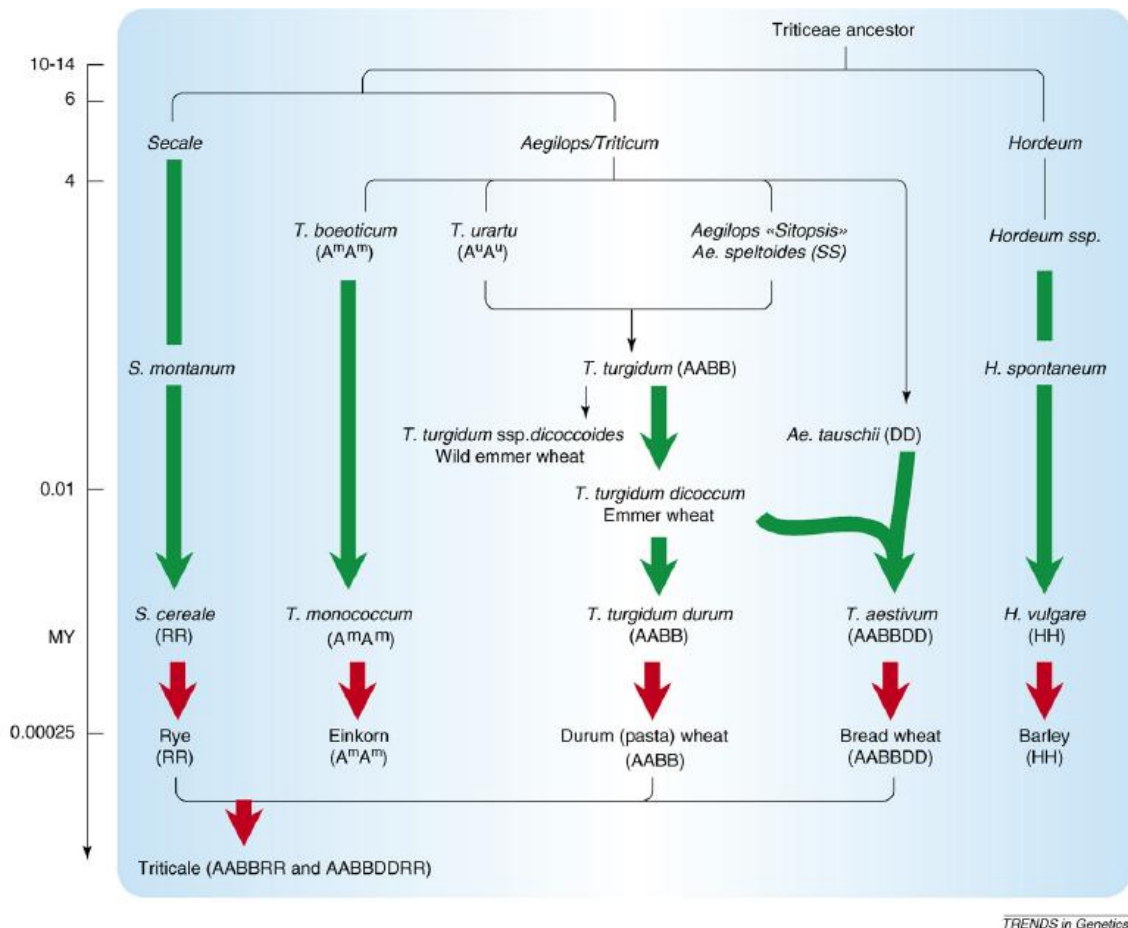 Triticeae ancestor
10-14
6
Secale
Aegilops/Triticum
Hordeum
4
T. boeoticum
(AᵐAᵐ)
T. urartu
(AᵘAᵘ)
Aegilops «Sitopsis»
Ae. speltoides (SS)
Hordeum ssp.
S. montanum
T. turgidum (AABB)
H. spontaneum
T. turgidum ssp.dicoccoides
Wild emmer wheat
Ae. tauschii (DD)
0.01
T. turgidum dicoccum
Emmer wheat
MY
S. cereale
(RR)
T. monococcum
(AᵐAᵐ)
T. turgidum durum
(AABB)
T. aestivum
(AABBDD)
H. vulgare
(HH)
0.00025
Rye
(RR)
Einkorn
(AᵐAᵐ)
Durum (pasta) wheat
(AABB)
Bread wheat
(AABBDD)
Barley
(HH)
Triticale (AABBRR and AABBDDRR)
TRENDS in Genetics